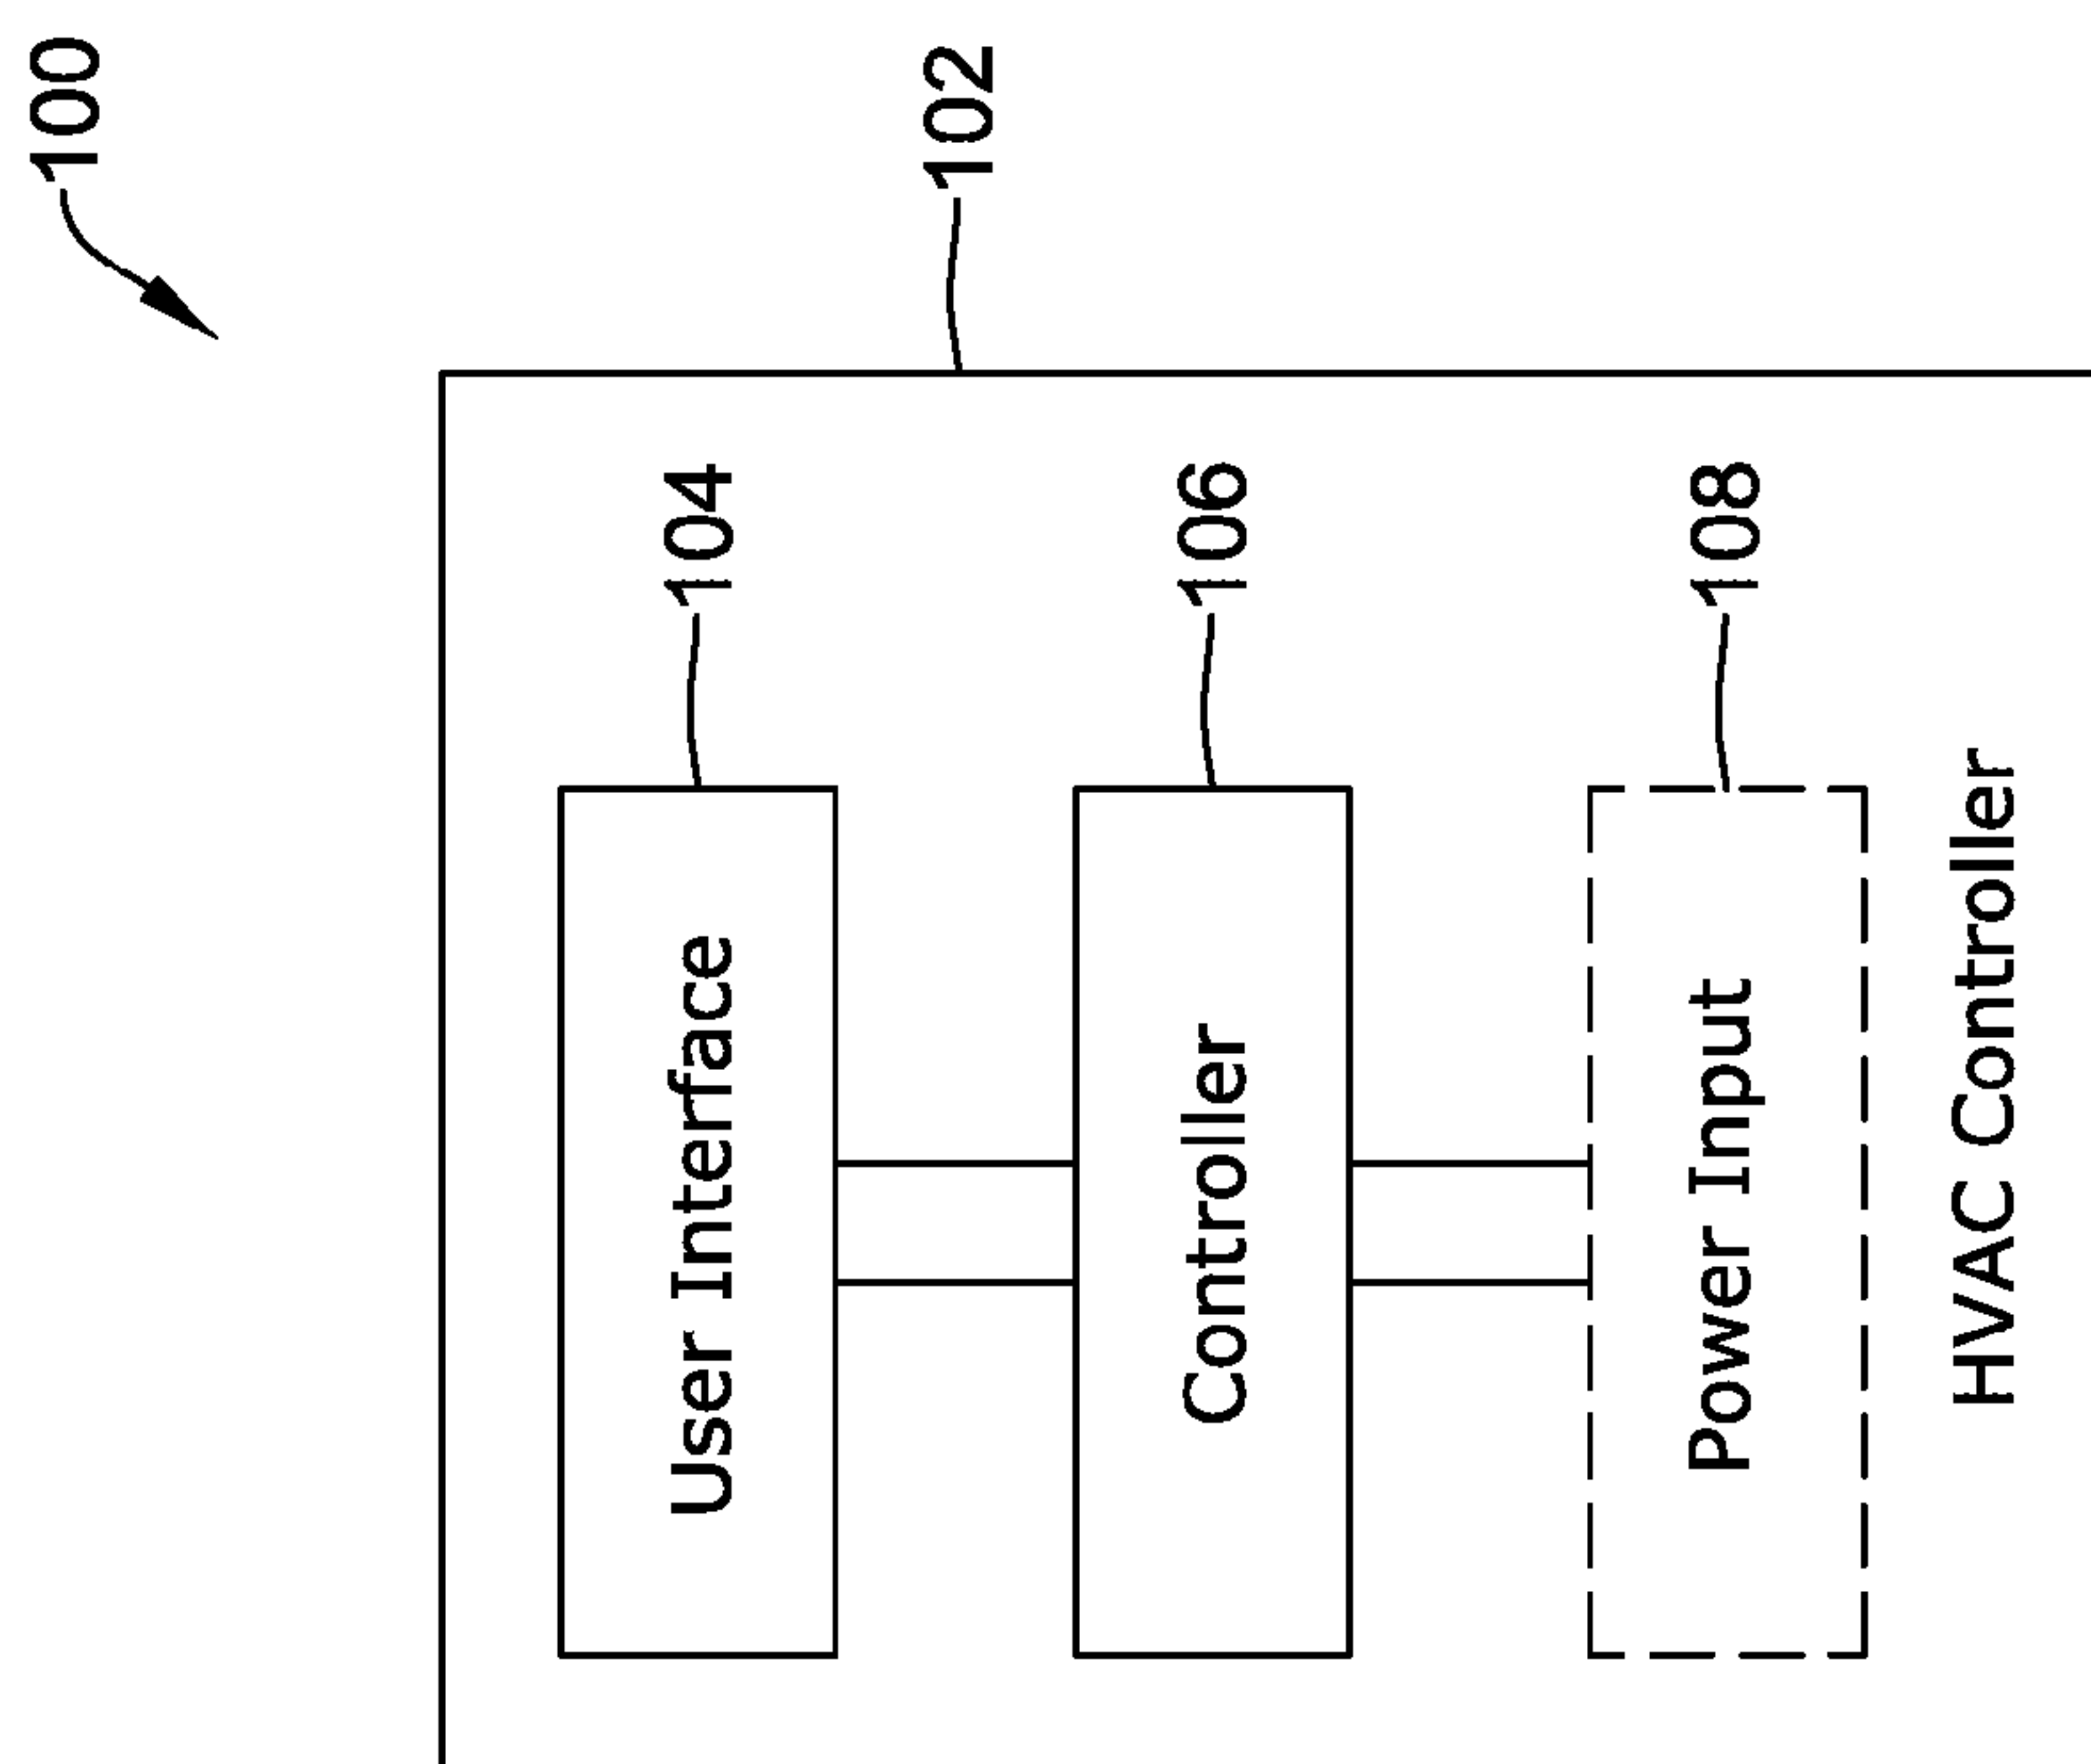 100
102
104
User Interface
106
Controller
108
Power Input
HVAC Controller